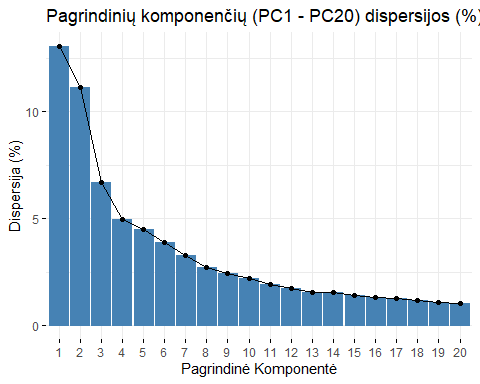 Pagrindinių komponenčių (PC1 - PC20) dispersijos (%)
Dispersija (%)
10
5
0
1 2 3 4 5 6 7 8 9 10 11 12 13 14 15 16 17 18 19 20
Pagrindinė Komponentė